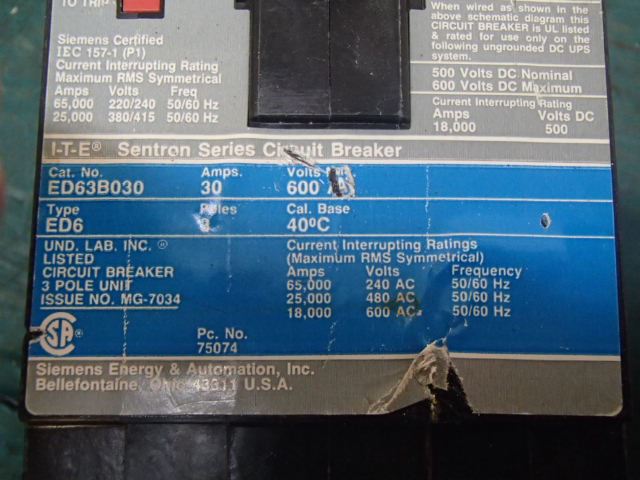 TO TRIP
Siemens Certified
IEC 157-1 (P1)
Current Interrupting Rating
Maximum RMS Symmetrical
Amps Volts Freq
65,000 220/240 50/60 Hz
25,000 380/415 50/60 Hz
When wired as shown in the
above schematic diagram this
CIRCUIT BREAKER is UL listed
& rated for use only on the
following ungrounded DC UPS
system.
500 Volts DC Nominal
600 Volts DC Maximum
Current Interrupting Rating
Amps Volts DC
18,000 500
I-T-E® Sentron Series Circuit Breaker
Cat. No. Amps. Volts
ED63B030 30 600
Type Poles Cal. Base
ED6 3 40°C
UND. LAB. INC. ®
LISTED
CIRCUIT BREAKER
3 POLE UNIT
ISSUE NO. MG-7034
Current Interrupting Ratings
(Maximum RMS Symmetrical)
Amps Volts Frequency
65,000 240 AC 50/60 Hz
25,000 480 AC 50/60 Hz
18,000 600 AC 50/60 Hz
SA ®
Pc. No.
75074
Siemens Energy & Automation, Inc.
Bellefontaine, Ohio 43311 U.S.A.